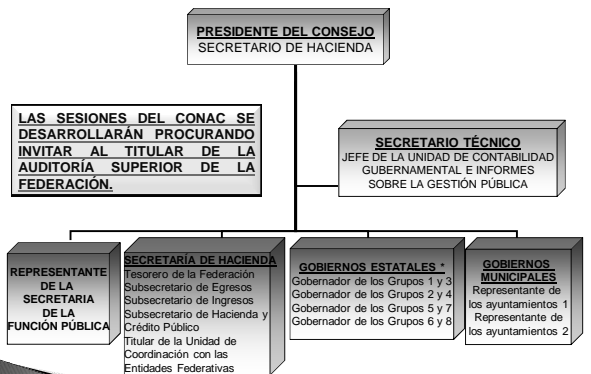 PRESIDENTE DEL CONSEJO
SECRETARIO DE HACIENDA
LAS SESIONES DEL CONAC SE
DESARROLLARÁN PROCURANDO
INVITAR AL TITULAR DE LA
AUDITORÍA SUPERIOR DE LA
FEDERACIÓN.
SECRETARIO TÉCNICO
JEFE DE LA UNIDAD DE CONTABILIDAD
GUBERNAMENTAL E INFORMES
SOBRE LA GESTIÓN PÚBLICA
REPRESENTANTE
DE LA
SECRETARIA
DE LA
FUNCIÓN PÚBLICA
SECRETARÍA DE HACIENDA
Tesorero de la Federación
Subsecretario de Egresos
Subsecretario de Ingresos
Subsecretario de Hacienda y
Crédito Público
Titular de la Unidad de
Coordinación con las
Entidades Federativas
GOBIERNOS ESTATALES *
Gobernador de los Grupos 1 y 3
Gobernador de los Grupos 2 y 4
Gobernador de los Grupos 5 y 7
Gobernador de los Grupos 6 y 8
GOBIERNOS
MUNICIPALES
Representante de
los ayuntamientos 1
Representante de
los ayuntamientos 2